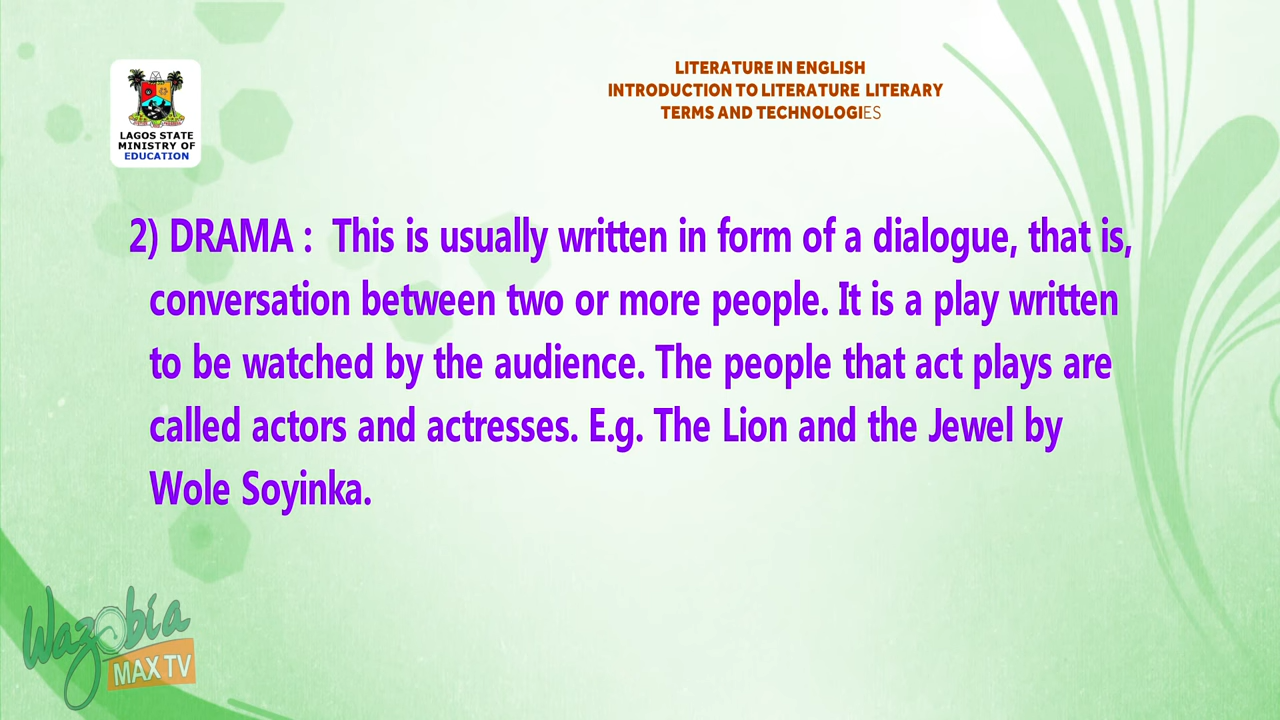 LITERATURE IN ENGLISH
INTRODUCTION TO LITERATURE LITERARY
TERMS AND TECHNOLOGIES
LAGOS STATE
MINISTRY OF
EDUCATION
2) DRAMA : This is usually written in form of a dialogue, that is,
conversation between two or more people. It is a play written
to be watched by the audience. The people that act plays are
called actors and actresses. E.g. The Lion and the Jewel by
Wole Soyinka.
Wazobia
MAX TV